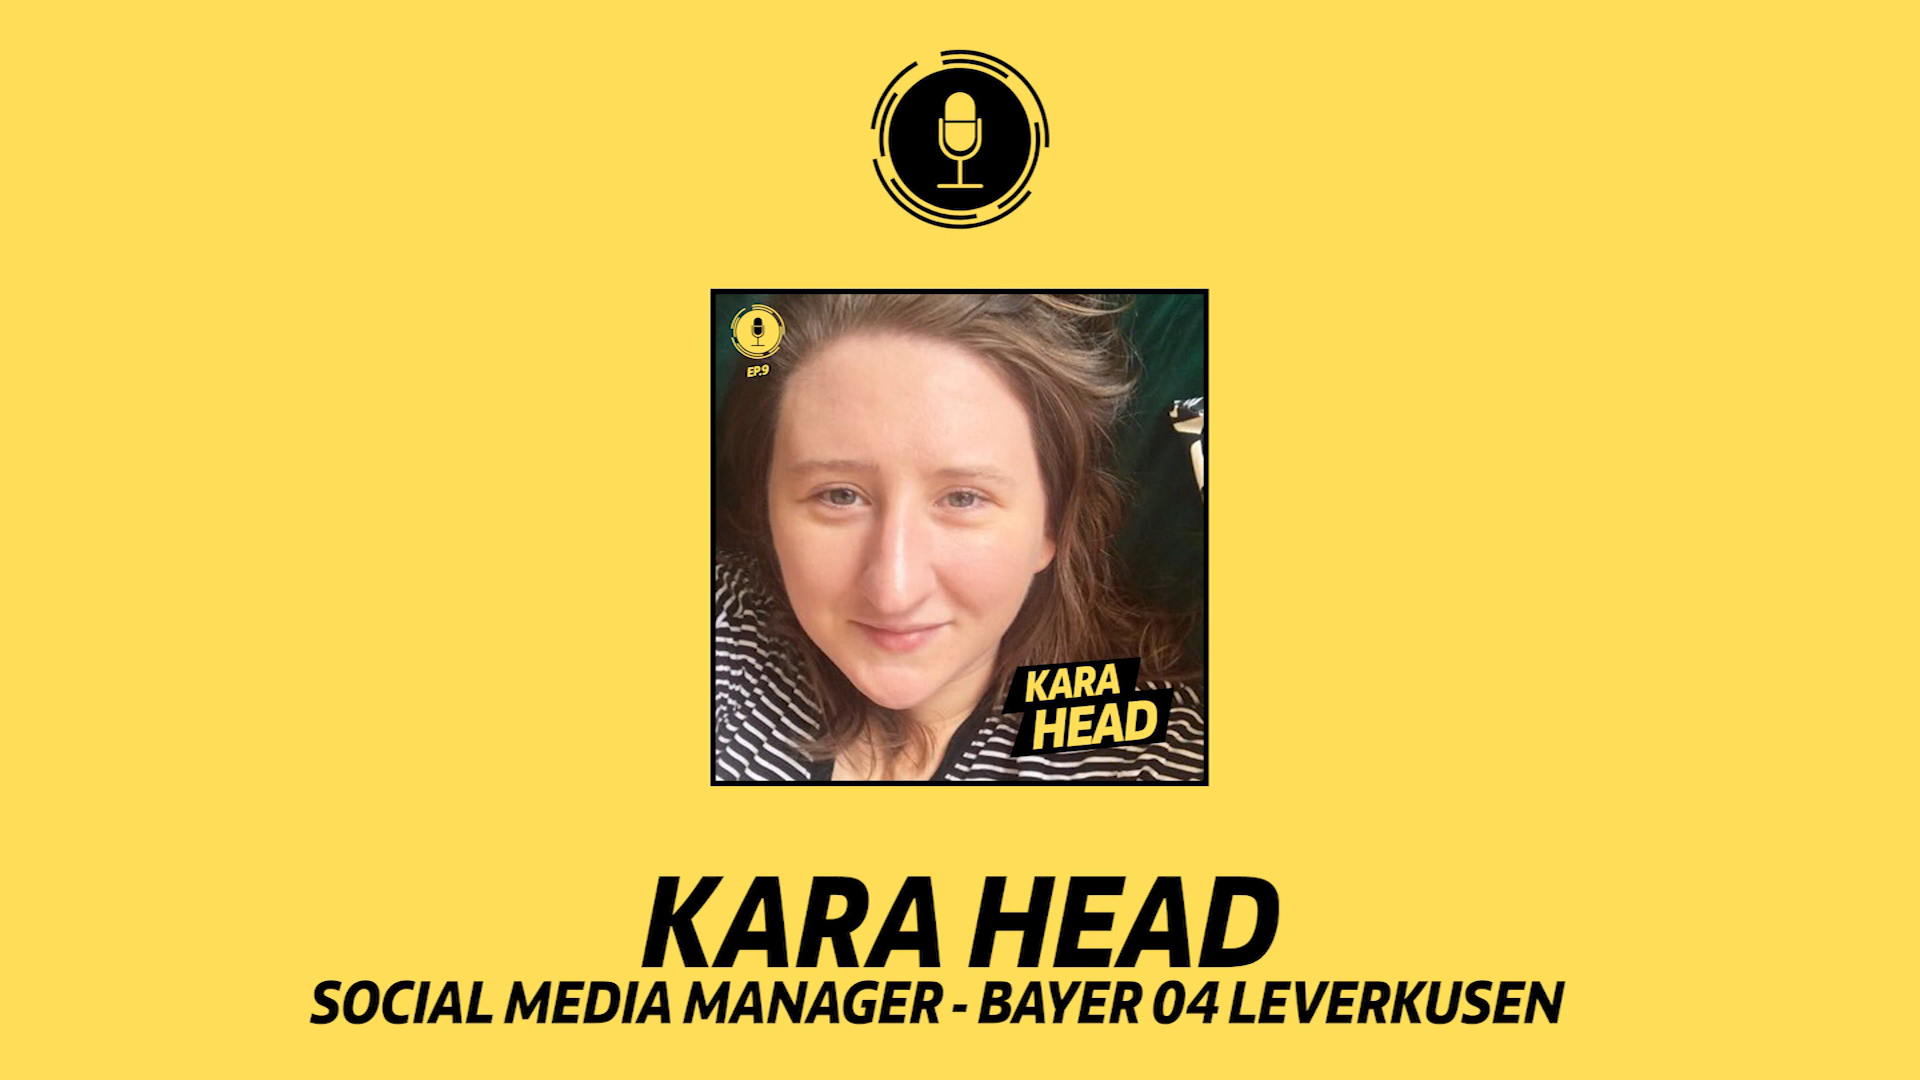 EP.9
KARA
HEAD
KARA HEAD
SOCIAL MEDIA MANAGER - BAYER 04 LEVERKUSEN